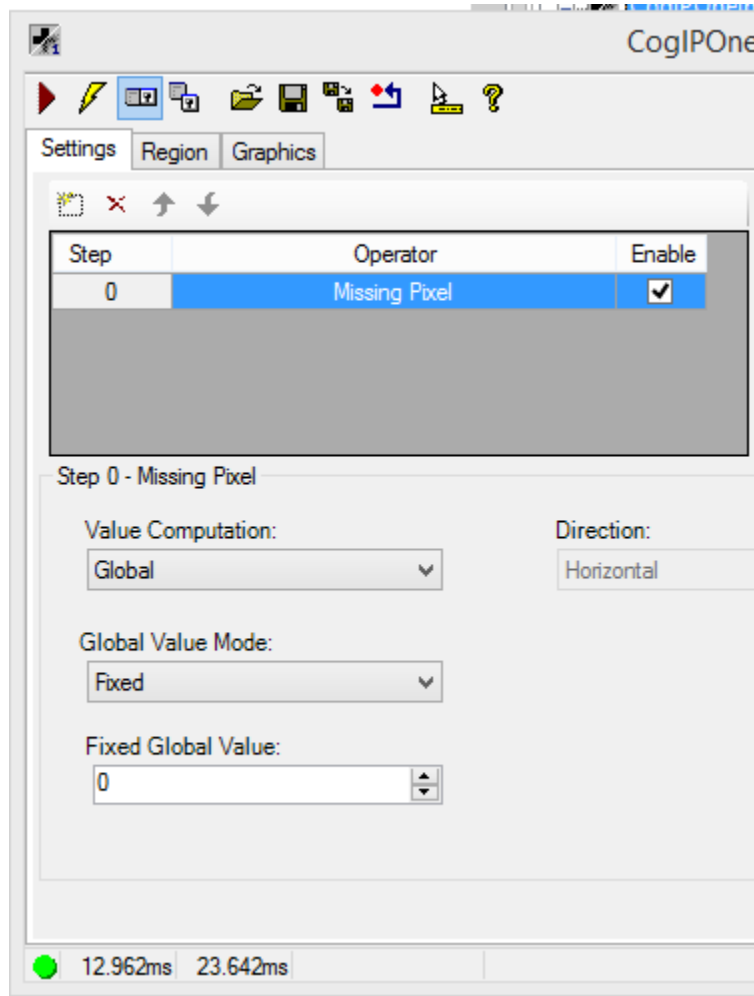 CogIPOne
Settings Region Graphics
Step Operator Enable
0 Missing Pixel
Step 0 - Missing Pixel
Value Computation: Direction:
Global Horizontal
Global Value Mode:
Fixed
Fixed Global Value:
0
12.962ms 23.642ms